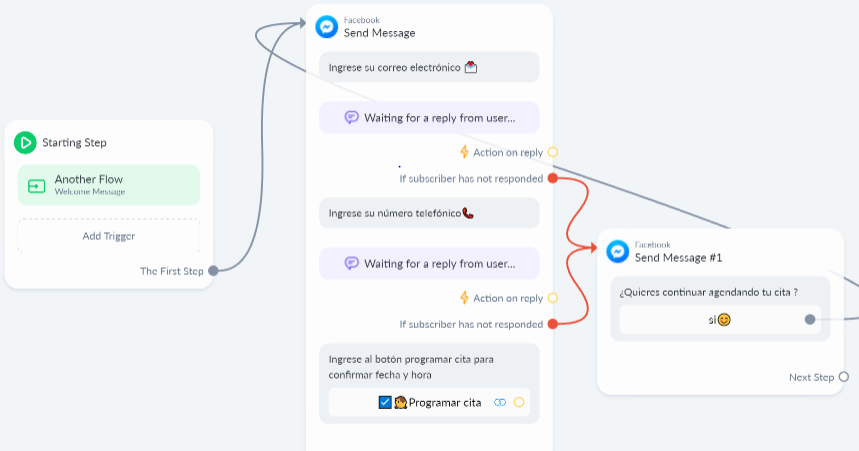 Starting Step
Another Flow
Welcome Message
Add Trigger
The First Step
Facebook
Send Message
Ingrese su correo electrónico
Waiting for a reply from user...
Action on reply
If subscriber has not responded
Ingrese su número telefónico
Waiting for a reply from user...
Action on reply
If subscriber has not responded
Ingrese al botón programar cita para
confirmar fecha y hora
Programar cita
Facebook
Send Message #1
¿Quieres continuar agendando tu cita ?
si
Next Step